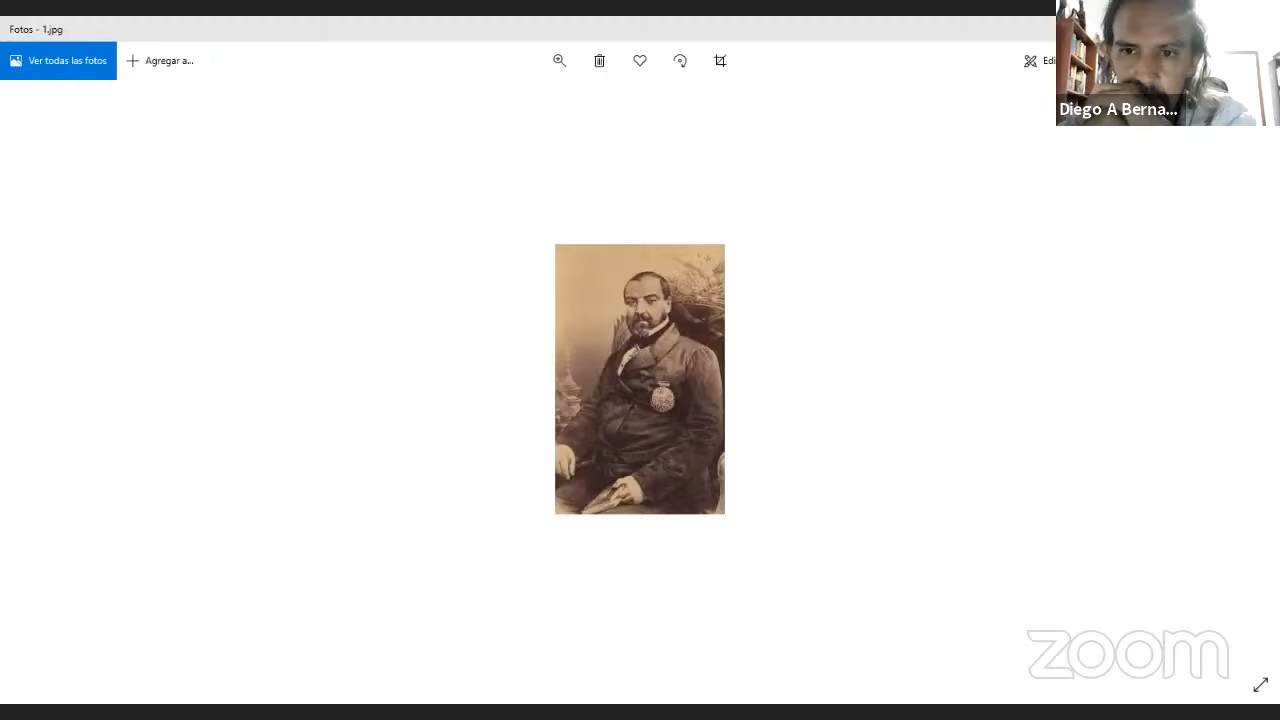 Fotos - 1.jpg
Ver todas las fotos
Agregar a...
Edi
Diego A Berna...
zoom